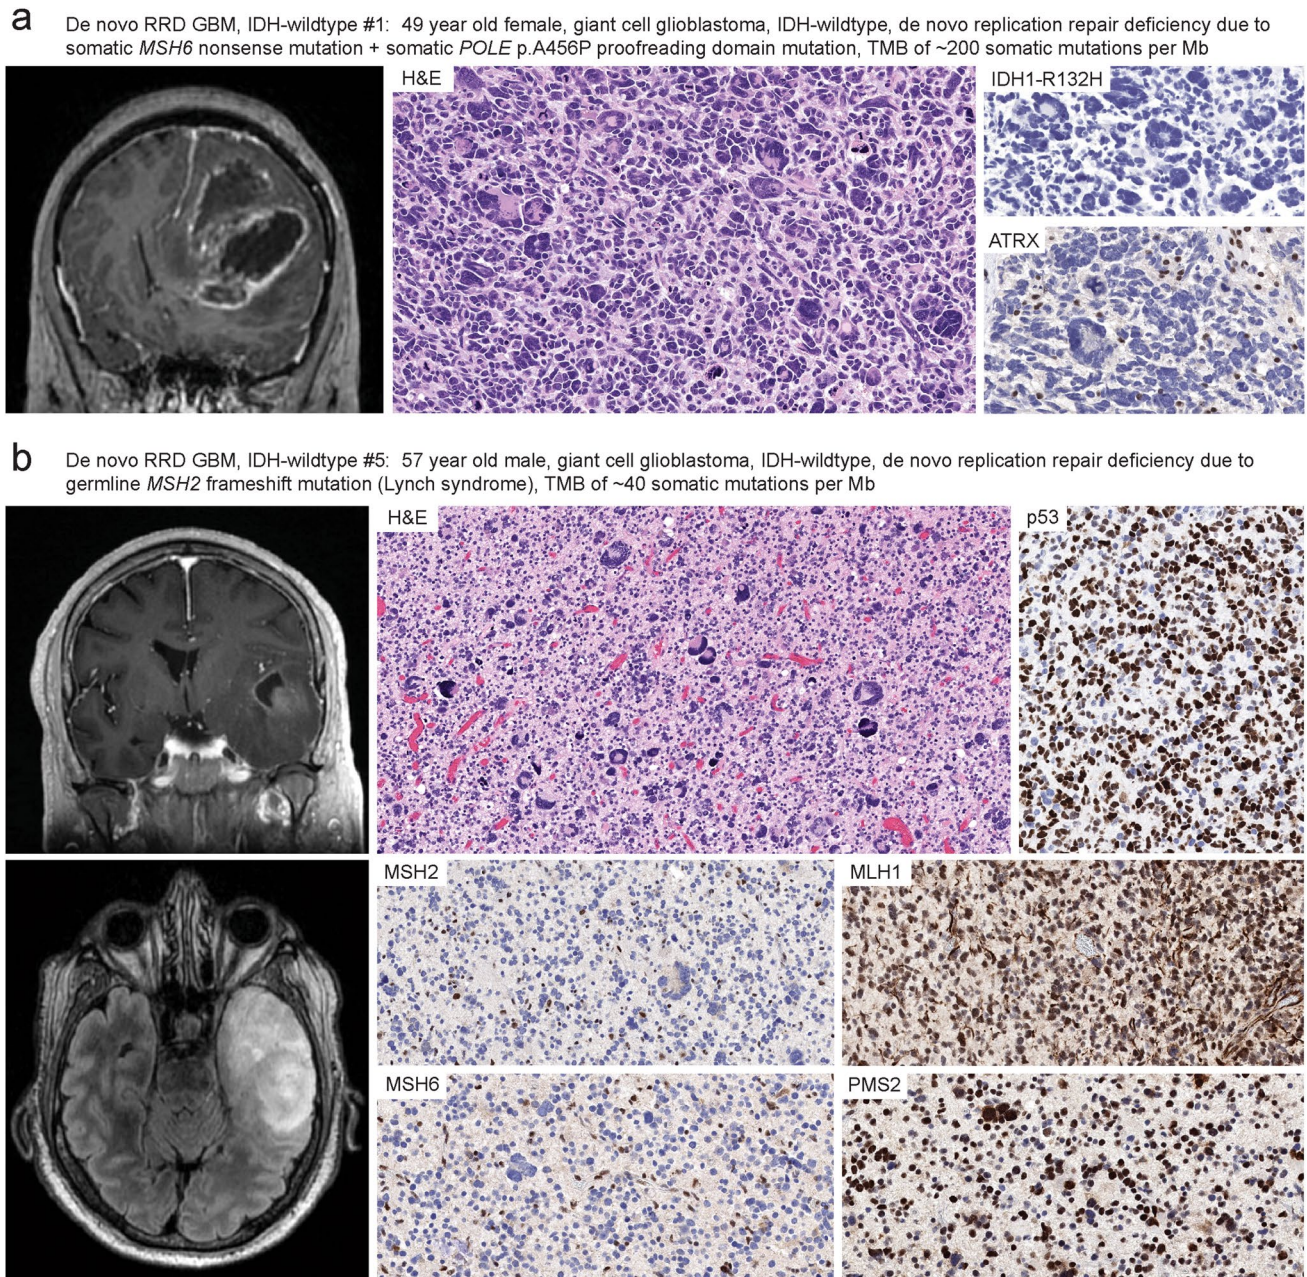 a
De novo RRD GBM, IDH-wildtype #1: 49 year old female, giant cell glioblastoma, IDH-wildtype, de novo replication repair deficiency due to
somatic MSH6 nonsense mutation + somatic POLE p.A456P proofreading domain mutation, TMB of ~200 somatic mutations per Mb
H&E
IDH1-R132H
ATRX
b
De novo RRD GBM, IDH-wildtype #5: 57 year old male, giant cell glioblastoma, IDH-wildtype, de novo replication repair deficiency due to
germline MSH2 frameshift mutation (Lynch syndrome), TMB of ~40 somatic mutations per Mb
H&E
p53
MSH2
MLH1
MSH6
PMS2